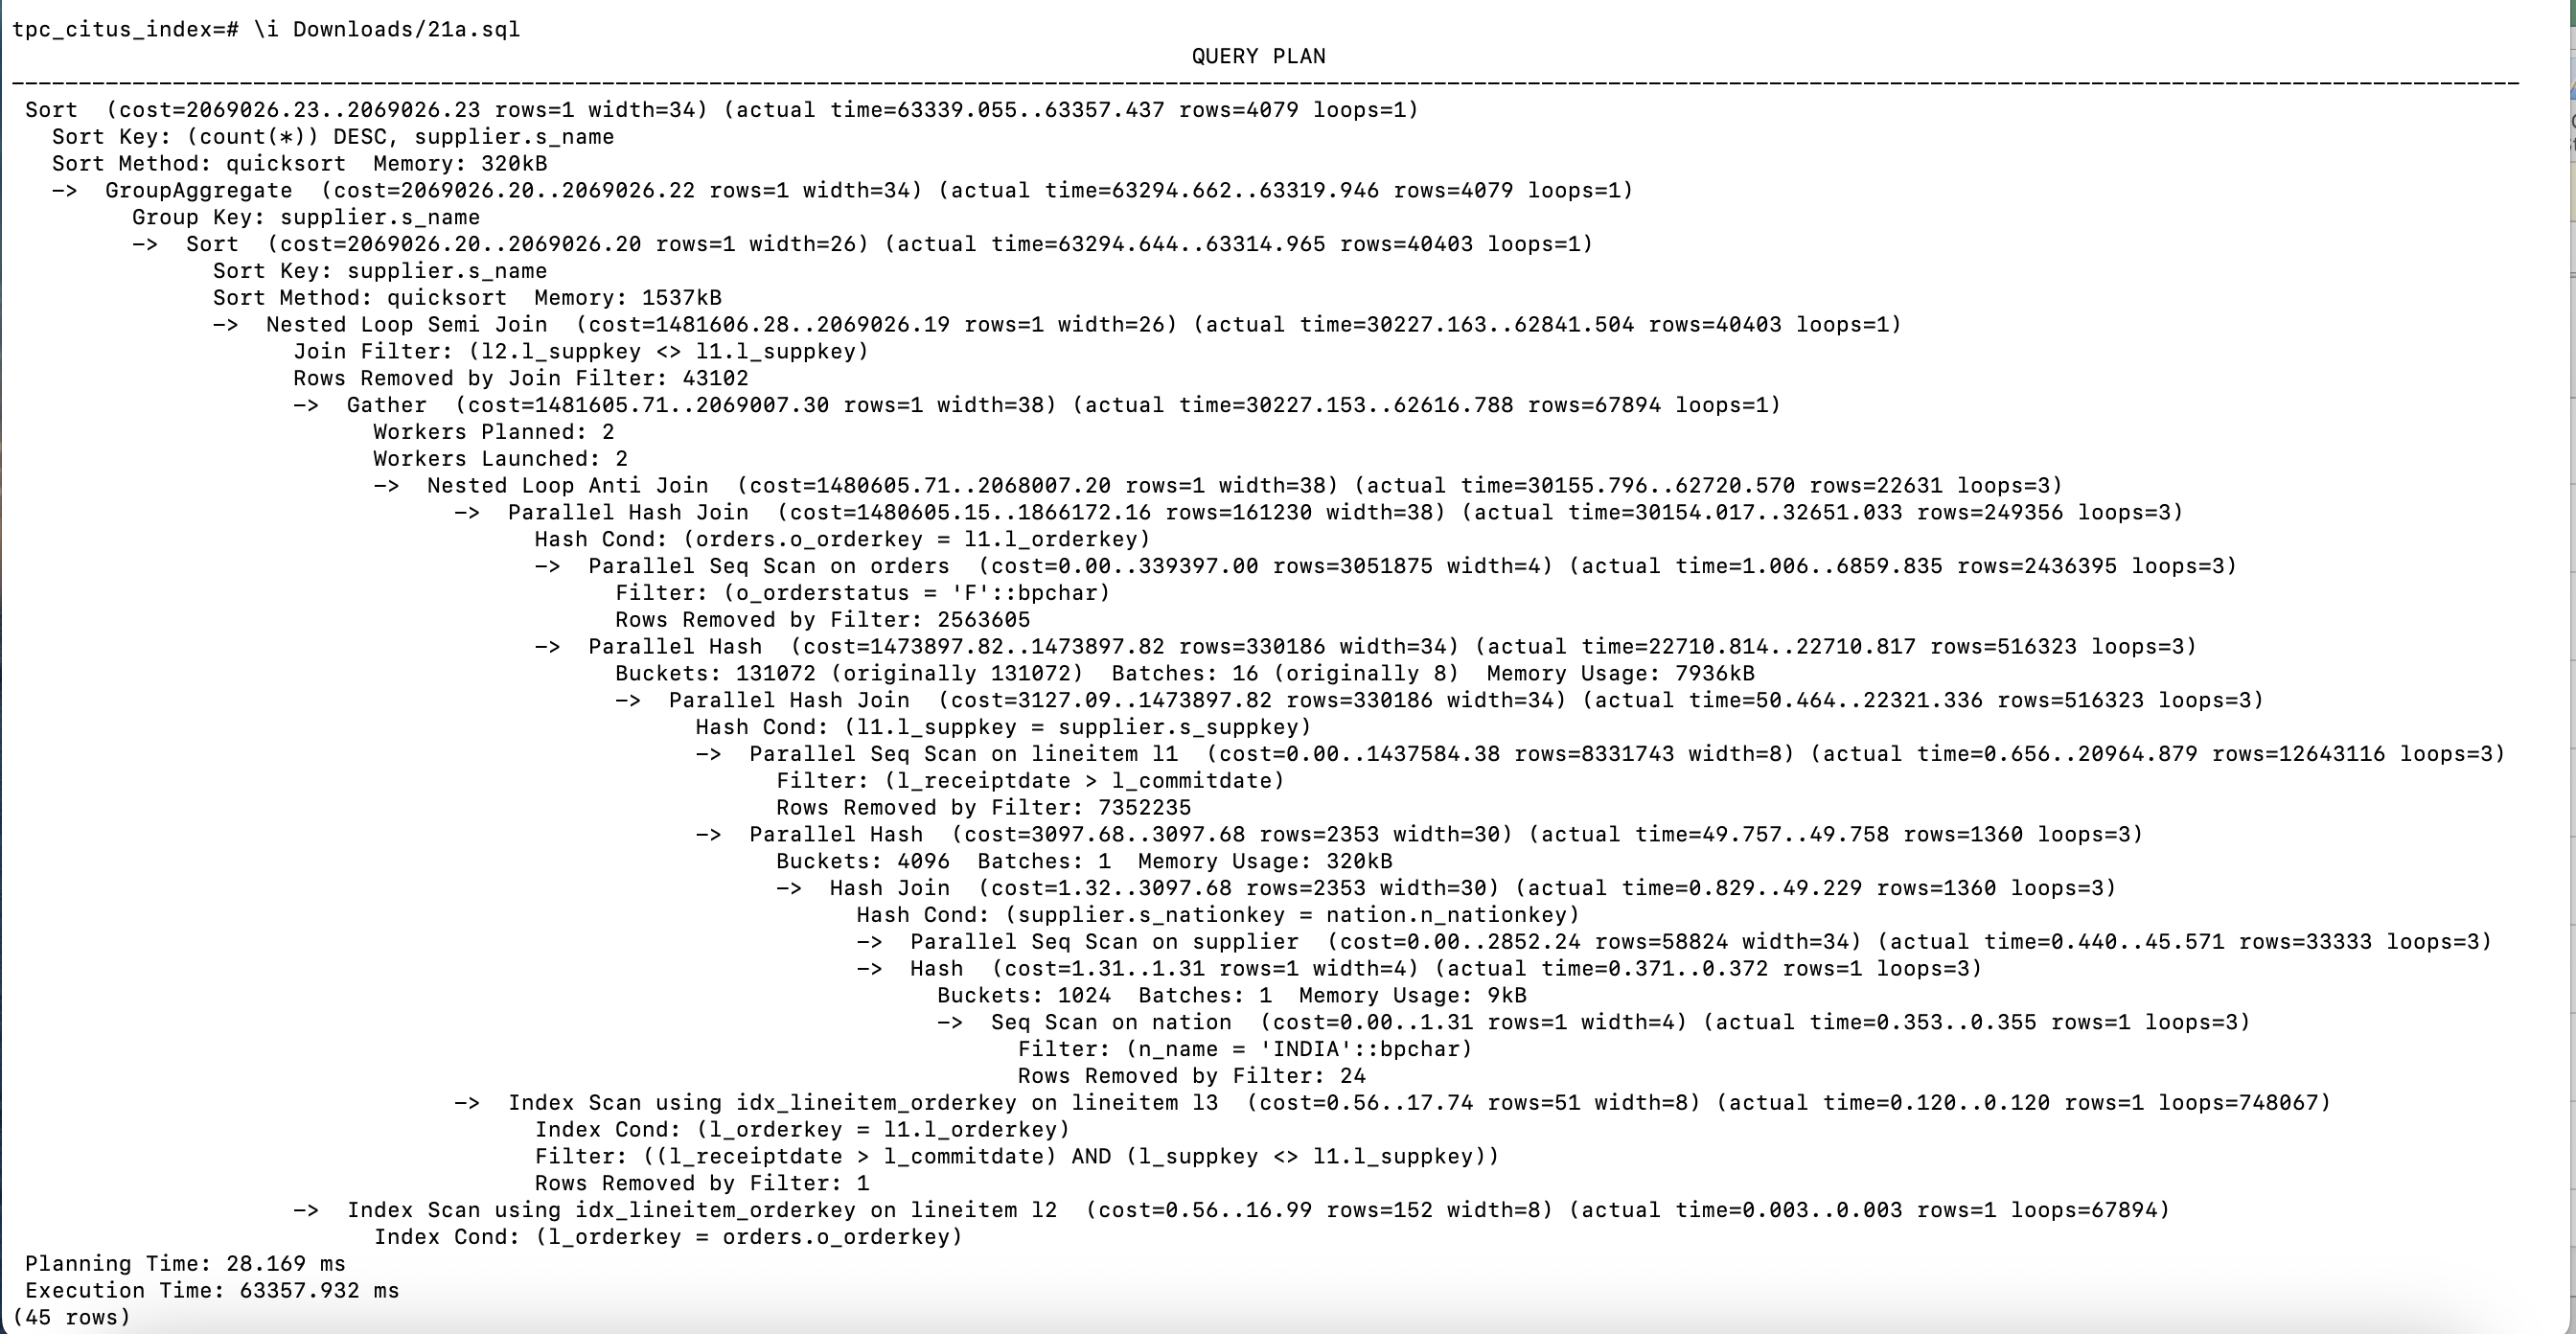 tpc_citus_index=# \i Downloads/21a.sql
QUERY PLAN
------------------------------------------------------------------------------------------------------------------------------------------------------------------------------------------
Sort  (cost=2069026.23..2069026.23 rows=1 width=34) (actual time=63339.055..63357.437 rows=4079 loops=1)
Sort Key: (count(*)) DESC, supplier.s_name
Sort Method: quicksort  Memory: 320kB
->  GroupAggregate  (cost=2069026.20..2069026.22 rows=1 width=34) (actual time=63294.662..63319.946 rows=4079 loops=1)
Group Key: supplier.s_name
->  Sort  (cost=2069026.20..2069026.20 rows=1 width=26) (actual time=63294.644..63314.965 rows=40403 loops=1)
Sort Key: supplier.s_name
Sort Method: quicksort  Memory: 1537kB
->  Nested Loop Semi Join  (cost=1481606.28..2069026.19 rows=1 width=26) (actual time=30227.163..62841.504 rows=40403 loops=1)
Join Filter: (l2.l_suppkey <> l1.l_suppkey)
Rows Removed by Join Filter: 43102
->  Gather  (cost=1481605.71..2069007.30 rows=1 width=38) (actual time=30227.153..62616.788 rows=67894 loops=1)
Workers Planned: 2
Workers Launched: 2
->  Nested Loop Anti Join  (cost=1480605.71..2068007.20 rows=1 width=38) (actual time=30155.796..62720.570 rows=22631 loops=3)
->  Parallel Hash Join  (cost=1480605.15..1866172.16 rows=161230 width=38) (actual time=30154.017..32651.033 rows=249356 loops=3)
Hash Cond: (orders.o_orderkey = l1.l_orderkey)
->  Parallel Seq Scan on orders  (cost=0.00..339397.00 rows=3051875 width=4) (actual time=1.006..6859.835 rows=2436395 loops=3)
Filter: (o_orderstatus = 'F'::bpchar)
Rows Removed by Filter: 2563605
->  Parallel Hash  (cost=1473897.82..1473897.82 rows=330186 width=34) (actual time=22710.814..22710.817 rows=516323 loops=3)
Buckets: 131072 (originally 131072)  Batches: 16 (originally 8)  Memory Usage: 7936kB
->  Parallel Hash Join  (cost=3127.09..1473897.82 rows=330186 width=34) (actual time=50.464..22321.336 rows=516323 loops=3)
Hash Cond: (l1.l_suppkey = supplier.s_suppkey)
->  Parallel Seq Scan on lineitem l1  (cost=0.00..1437584.38 rows=8331743 width=8) (actual time=0.656..20964.879 rows=12643116 loops=3)
Filter: (l_receiptdate > l_commitdate)
Rows Removed by Filter: 7352235
->  Parallel Hash  (cost=3097.68..3097.68 rows=2353 width=30) (actual time=49.757..49.758 rows=1360 loops=3)
Buckets: 4096  Batches: 1  Memory Usage: 320kB
->  Hash Join  (cost=1.32..3097.68 rows=2353 width=30) (actual time=0.829..49.229 rows=1360 loops=3)
Hash Cond: (supplier.s_nationkey = nation.n_nationkey)
->  Parallel Seq Scan on supplier  (cost=0.00..2852.24 rows=58824 width=34) (actual time=0.440..45.571 rows=33333 loops=3)
->  Hash  (cost=1.31..1.31 rows=1 width=4) (actual time=0.371..0.372 rows=1 loops=3)
Buckets: 1024  Batches: 1  Memory Usage: 9kB
->  Seq Scan on nation  (cost=0.00..1.31 rows=1 width=4) (actual time=0.353..0.355 rows=1 loops=3)
Filter: (n_name = 'INDIA'::bpchar)
Rows Removed by Filter: 24
->  Index Scan using idx_lineitem_orderkey on lineitem l3  (cost=0.56..17.74 rows=51 width=8) (actual time=0.120..0.120 rows=1 loops=748067)
Index Cond: (l_orderkey = l1.l_orderkey)
Filter: ((l_receiptdate > l_commitdate) AND (l_suppkey <> l1.l_suppkey))
Rows Removed by Filter: 1
->  Index Scan using idx_lineitem_orderkey on lineitem l2  (cost=0.56..16.99 rows=152 width=8) (actual time=0.003..0.003 rows=1 loops=67894)
Index Cond: (l_orderkey = orders.o_orderkey)
Planning Time: 28.169 ms
Execution Time: 63357.932 ms
(45 rows)